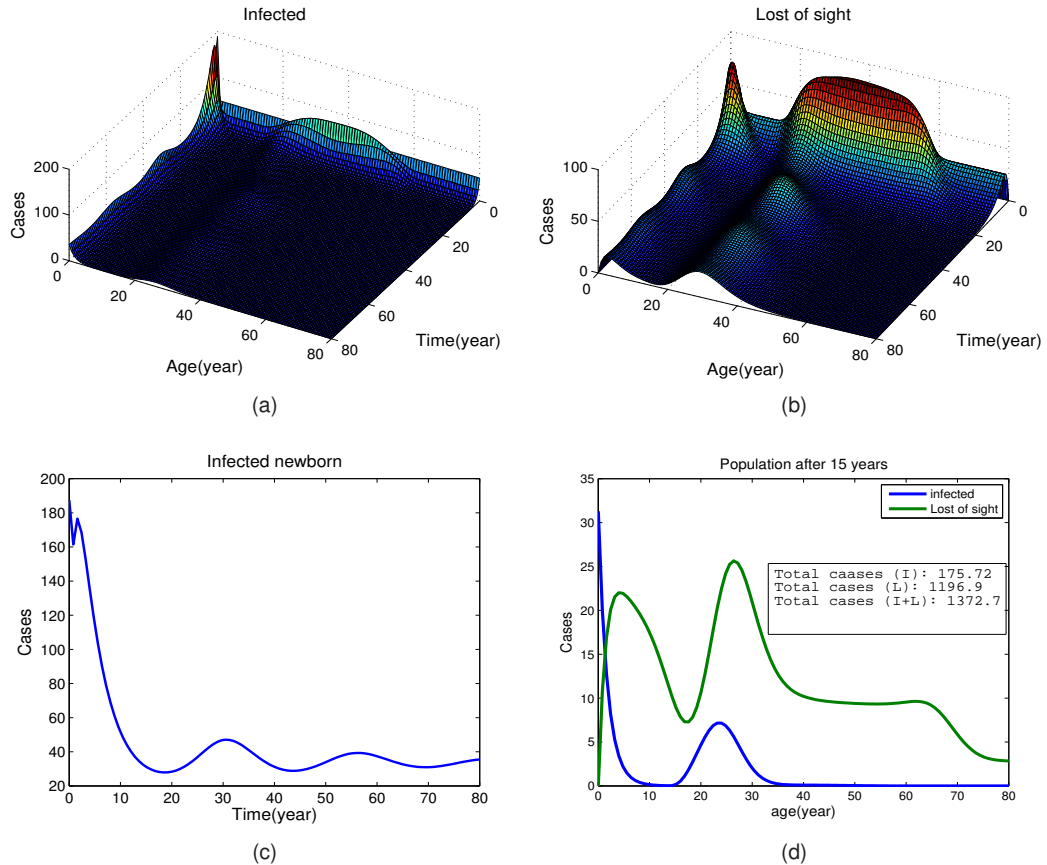 Infected
200
100
0
Cases
0
20
40
60
80
Age(year)
0
20
40
60
80
Time(year)
(a)
Lost of sight
100
50
0
Cases
0
20
40
60
80
Age(year)
0
20
40
60
80
Time(year)
(b)
Infected newborn
200
180
160
140
120
100
80
60
40
20
Cases
0 10 20 30 40 50 60 70 80
Time(year)
(c)
Population after 15 years
35
30
25
20
15
10
5
0
Cases
infected
Lost of sight
Total caases (I): 175.72
Total cases (L): 1196.9
Total cases (I+L): 1372.7
0 10 20 30 40 50 60 70 80
age(year)
(d)